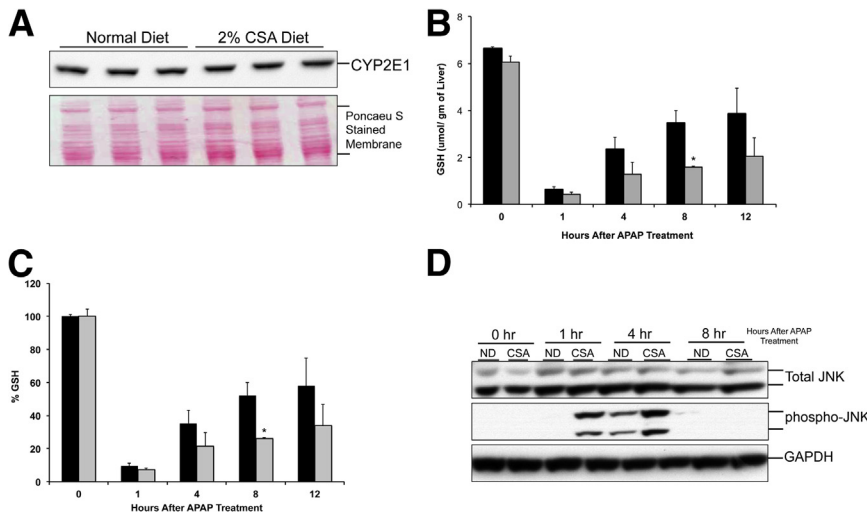 A
Normal Diet 2% CSA Diet
CYP2E1
Poncaeu S
Stained
Membrane
B
GSH (umol/ gm of Liver)
8
6
4
2
0
*
0 1 4 8 12
Hours After APAP Treatment
C
% GSH
120
100
80
60
40
20
0
*
0 1 4 8 12
Hours After APAP Treatment
D
0 hr 1 hr 4 hr 8 hr Hours After APAP
Treatment
ND CSA ND CSA ND CSA ND CSA
Total JNK
phospho-JNK
GAPDH